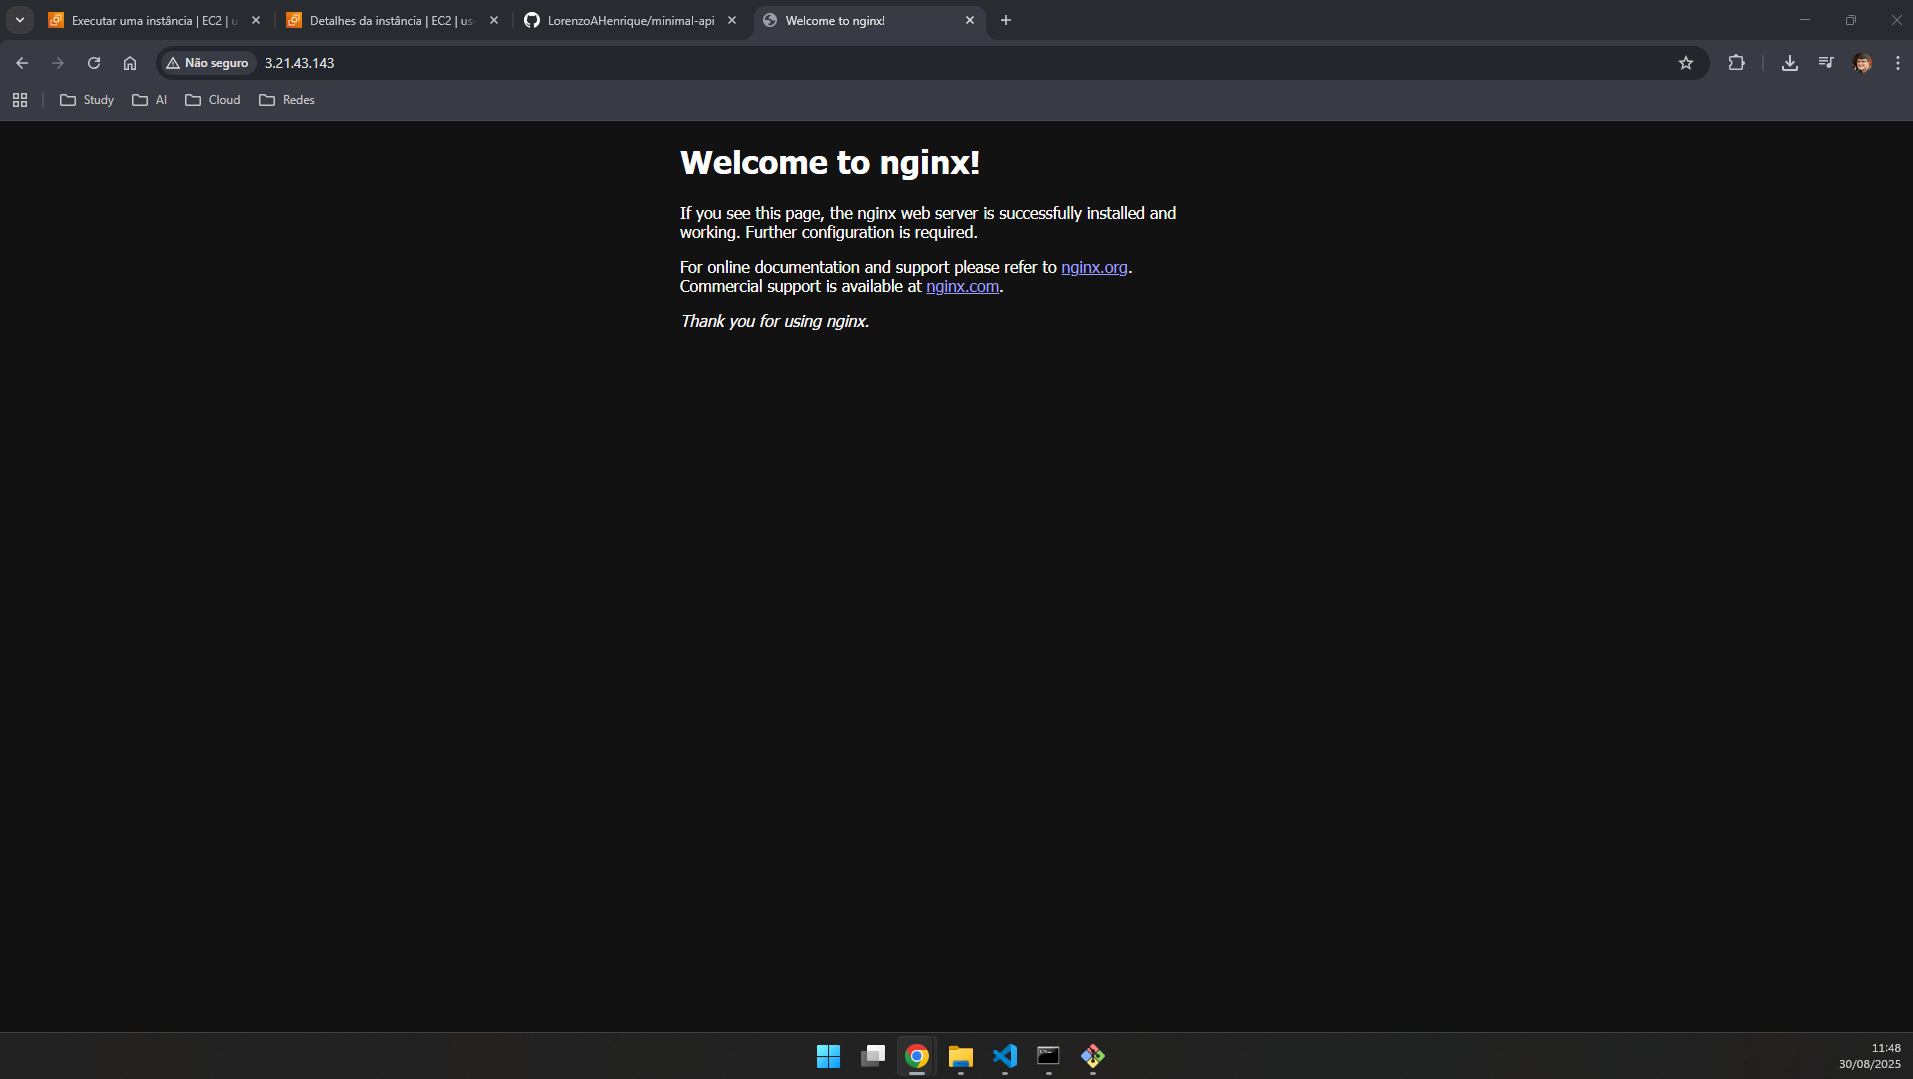 Executar uma instância | EC2 | u
Detalhes da instância | EC2 | us-
LorenzoAHenrique/minimal-api
Welcome to nginx!
Não seguro
3.21.43.143
Study
AI
Cloud
Redes
Welcome to nginx!
If you see this page, the nginx web server is successfully installed and
working. Further configuration is required.
For online documentation and support please refer to nginx.org.
Commercial support is available at nginx.com.
Thank you for using nginx.
11:48
30/08/2025